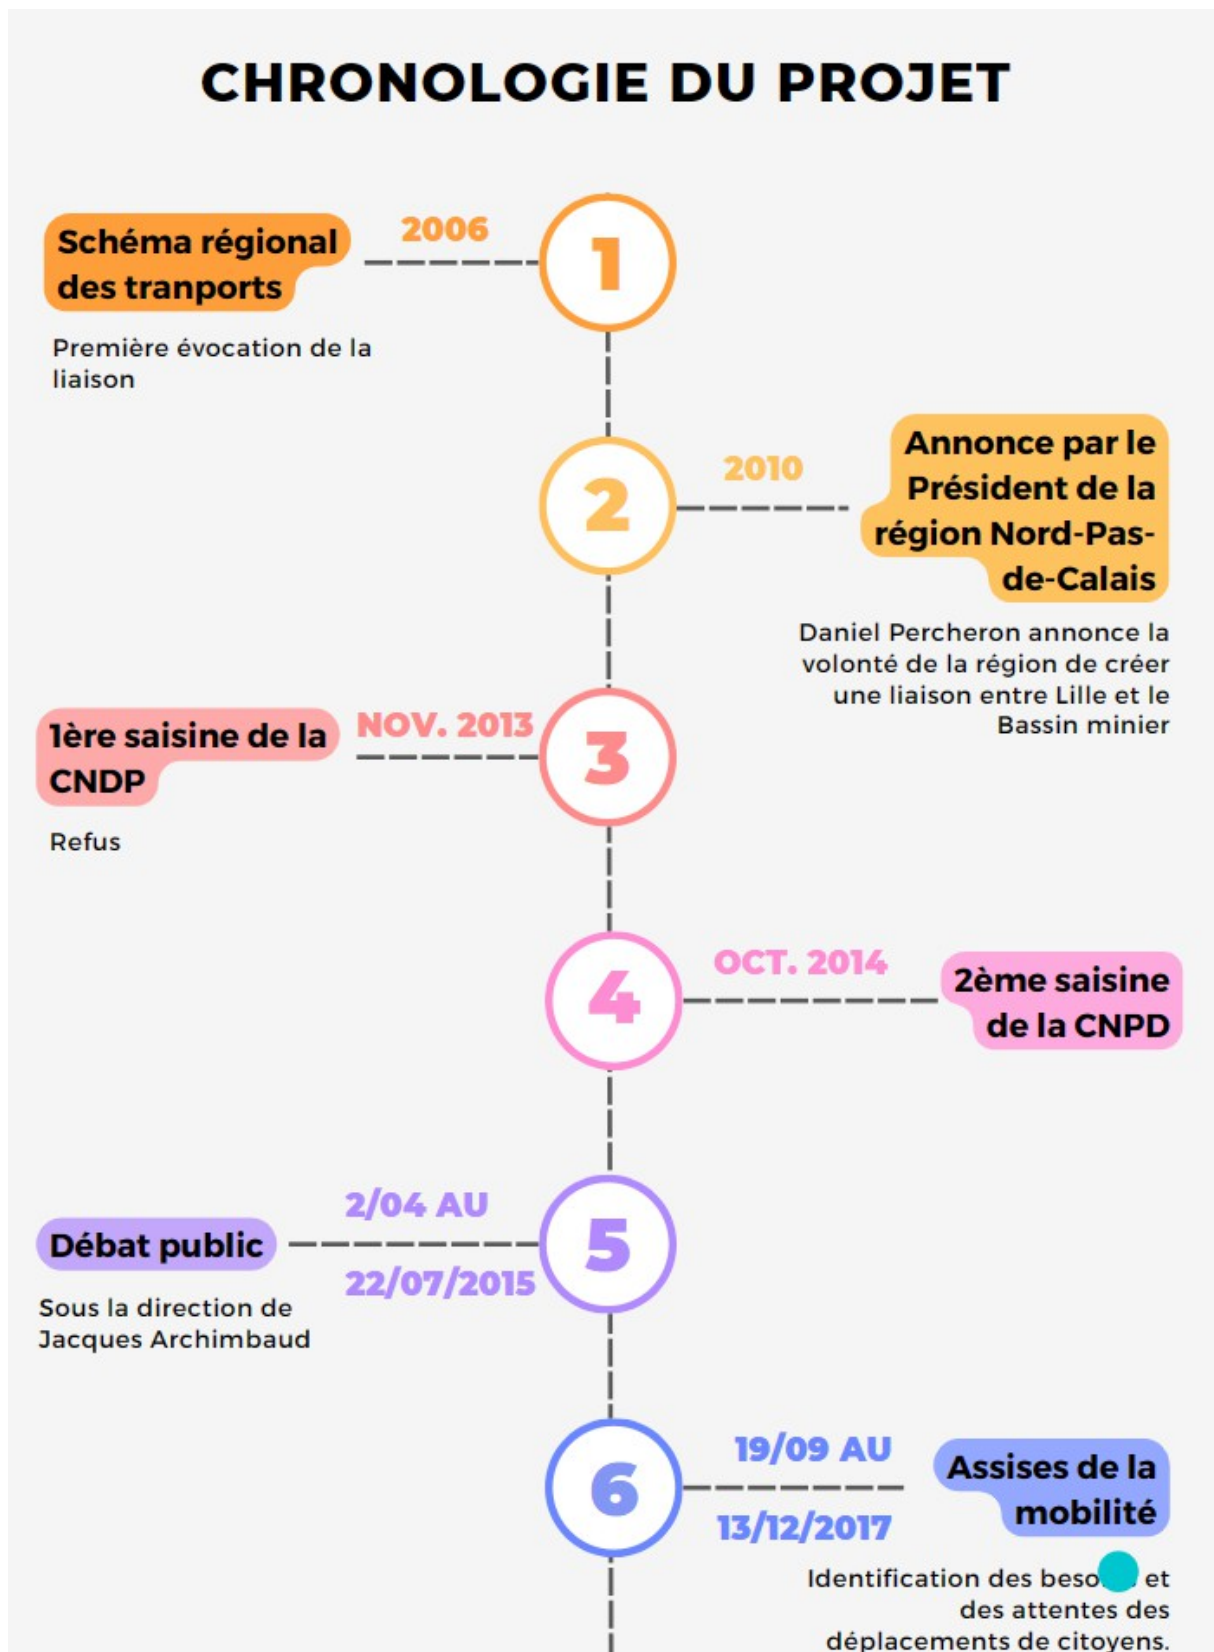 CHRONOLOGIE DU PROJET
Schéma régional
des tranports
2006
1
Première évocation de la
liaison
2
2010
Annonce par le
Président de la
région Nord-Pas-
de-Calais
Daniel Percheron annonce la
volonté de la région de créer
une liaison entre Lille et le
Bassin minier
1ère saisine de la
CNDP
NOV. 2013
3
Refus
4
OCT. 2014
2ème saisine
de la CNPD
Débat public
2/04 AU
22/07/2015
5
Sous la direction de
Jacques Archimbaud
6
19/09 AU
13/12/2017
Assises de la
mobilité
Identification des et
des attentes des
déplacements de citoyens.